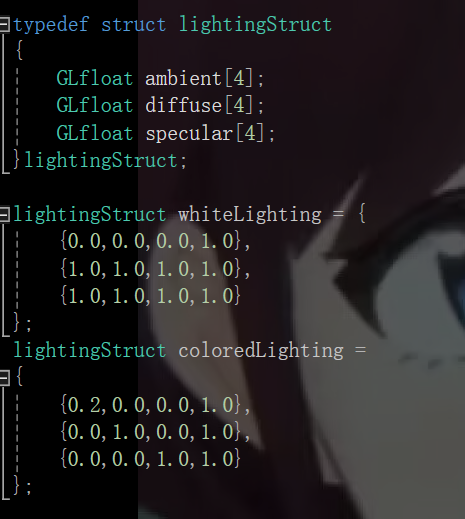 typedef struct lightingStruct
{
GLfloat ambient[4];
GLfloat diffuse[4];
GLfloat specular[4];
}lightingStruct;
lightingStruct whiteLighting = {
{0.0,0.0,0.0,1.0},
{1.0,1.0,1.0,1.0},
{1.0,1.0,1.0,1.0}
};
lightingStruct coloredLighting =
{
{0.2,0.0,0.0,1.0},
{0.0,1.0,0.0,1.0},
{0.0,0.0,1.0,1.0}
};